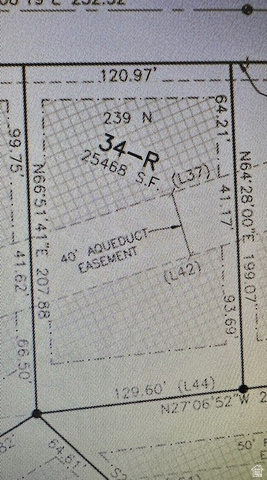 120.97'
239 N
34-R
25468 S.F.
64.21'
(L37)
99.75'
N66°51'41"E 207.88
41.17'
N64°28'00"E 199.07
40' AQUEDUCT
EASEMENT
41.62'
(L42)
93.69'
66.50'
129.60' (L44)
N27°06'52"W
64.61'
50'